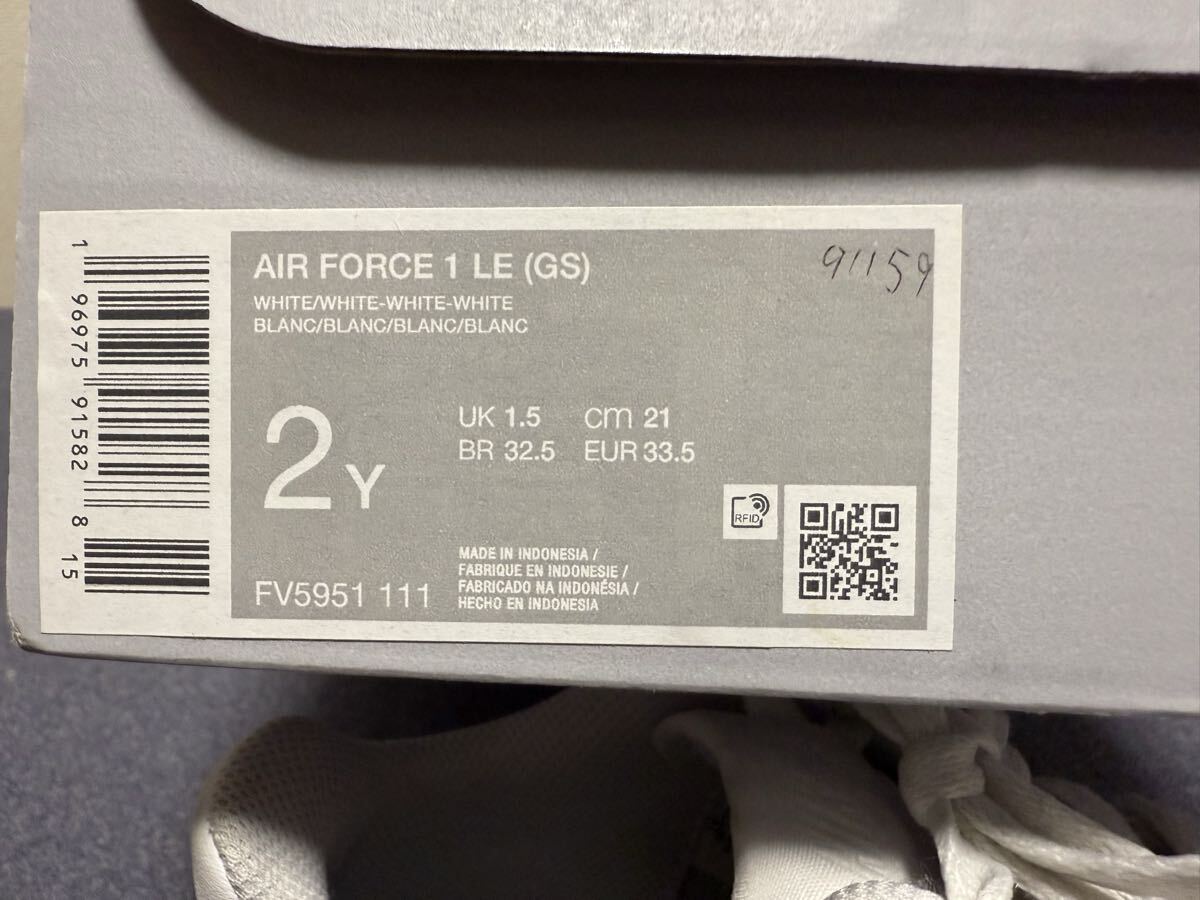 AIR FORCE 1 LE (GS)
91159
WHITE/WHITE-WHITE-WHITE
BLANC/BLANC/BLANC/BLANC
2Y
UK 1.5 cm 21
BR 32.5 EUR 33.5
RFID
MADE IN INDONESIA /
FABRIQUE EN INDONESIE /
FABRICADO NA INDONÉSIA /
HECHO EN INDONESIA
FV5951 111
1 96975 91582 8 15